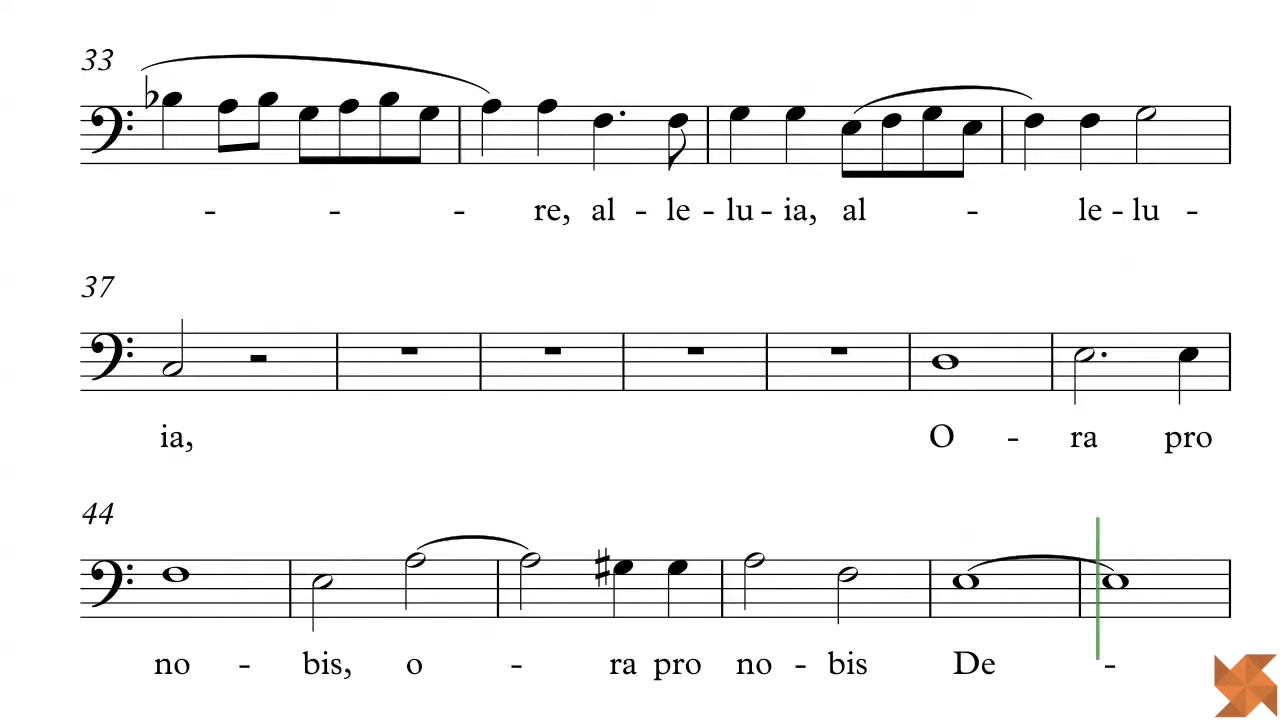 33
- - - re, al - le - lu - ia, al - le - lu -
37
ia, O - ra pro
44
no - bis, o - ra pro no - bis De -